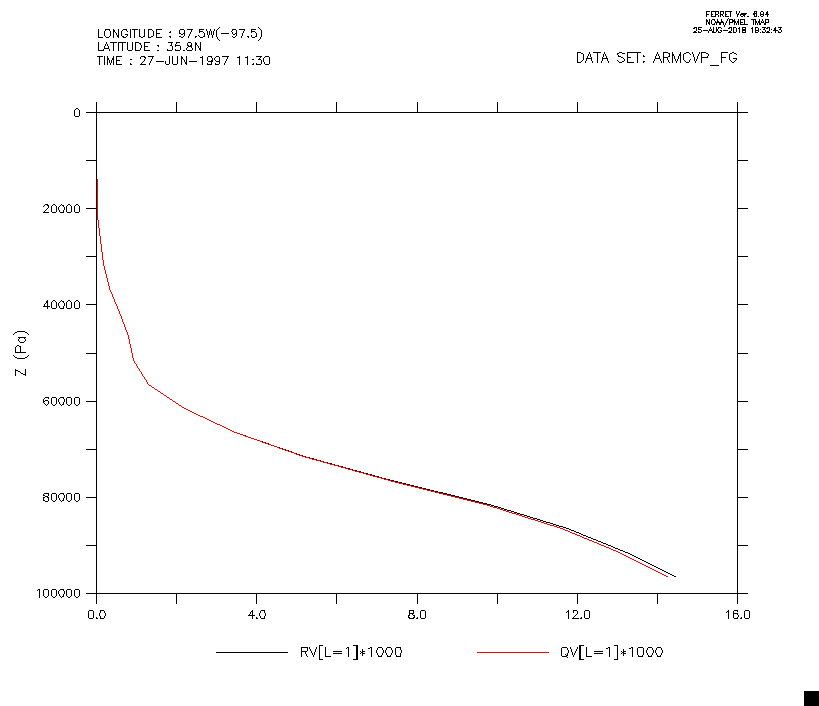 FERRET Ver. 6.94
NOAA/PMEL TMAP
25-AUG-2018 19:32:43
LONGITUDE : 97.5W(-97.5)
LATITUDE : 35.8N
TIME : 27-JUN-1997 11:30
DATA SET: ARMCVP_FG
0
20000
40000
60000
80000
100000
Z (Pa)
0.0 4.0 8.0 12.0 16.0
RV[L=1]*1000 QV[L=1]*1000